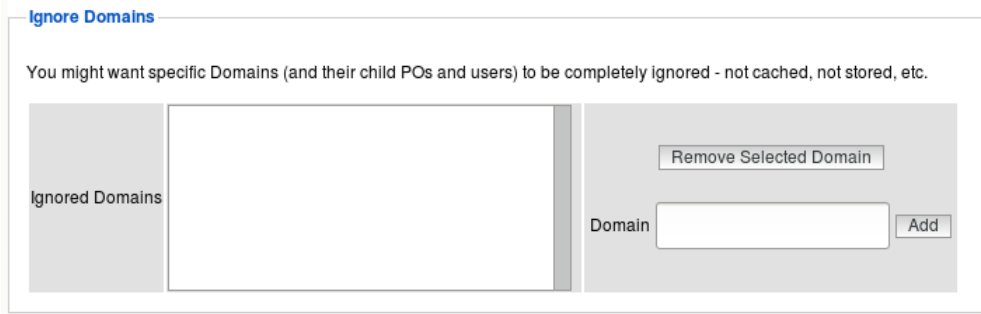 Ignore Domains
You might want specific Domains (and their child POs and users) to be completely ignored - not cached, not stored, etc.
Ignored Domains
Remove Selected Domain
Domain
Add